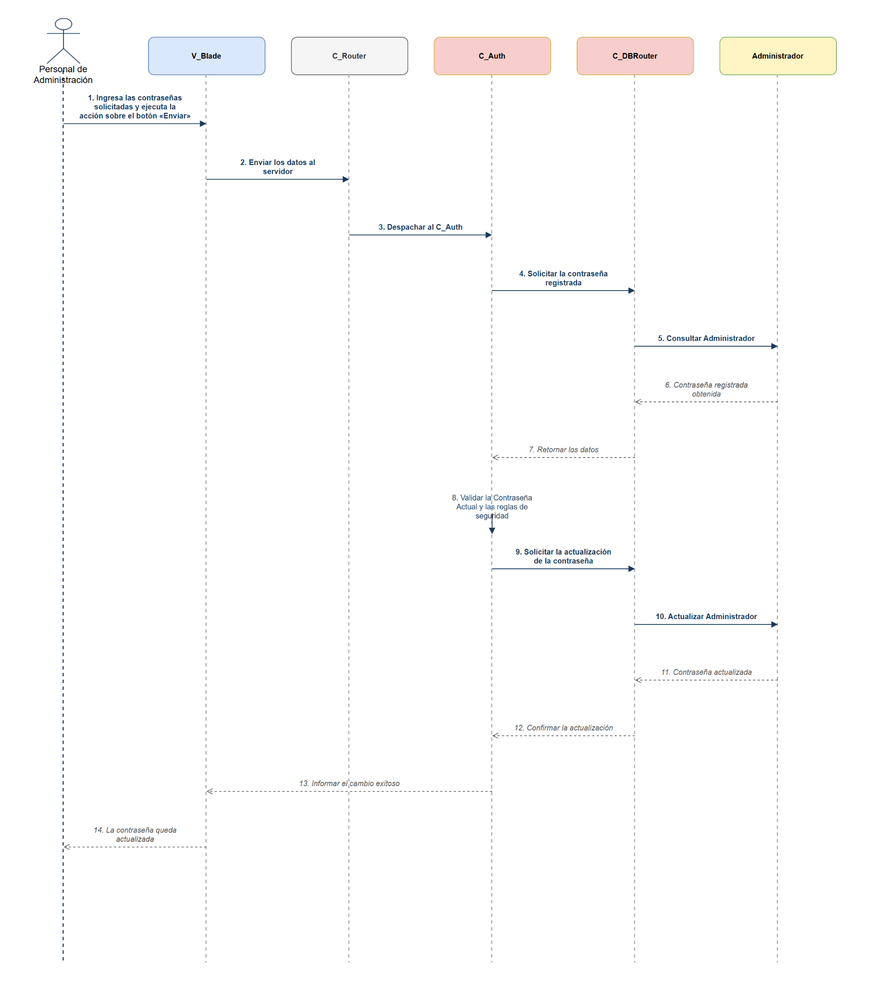 Personal de
Administración
V_Blade
C_Router
C_Auth
C_DBRouter
Administrador
1. Ingresa las contraseñas
solicitadas y ejecuta la
acción sobre el botón «Enviar»
2. Enviar los datos al
servidor
3. Despachar al C_Auth
4. Solicitar la contraseña
registrada
5. Consultar Administrador
6. Contraseña registrada
obtenida
7. Retornar los datos
8. Validar la Contraseña
Actual y las reglas de
seguridad
9. Solicitar la actualización
de la contraseña
10. Actualizar Administrador
11. Contraseña actualizada
12. Confirmar la actualización
13. Informar el cambio exitoso
14. La contraseña queda
actualizada